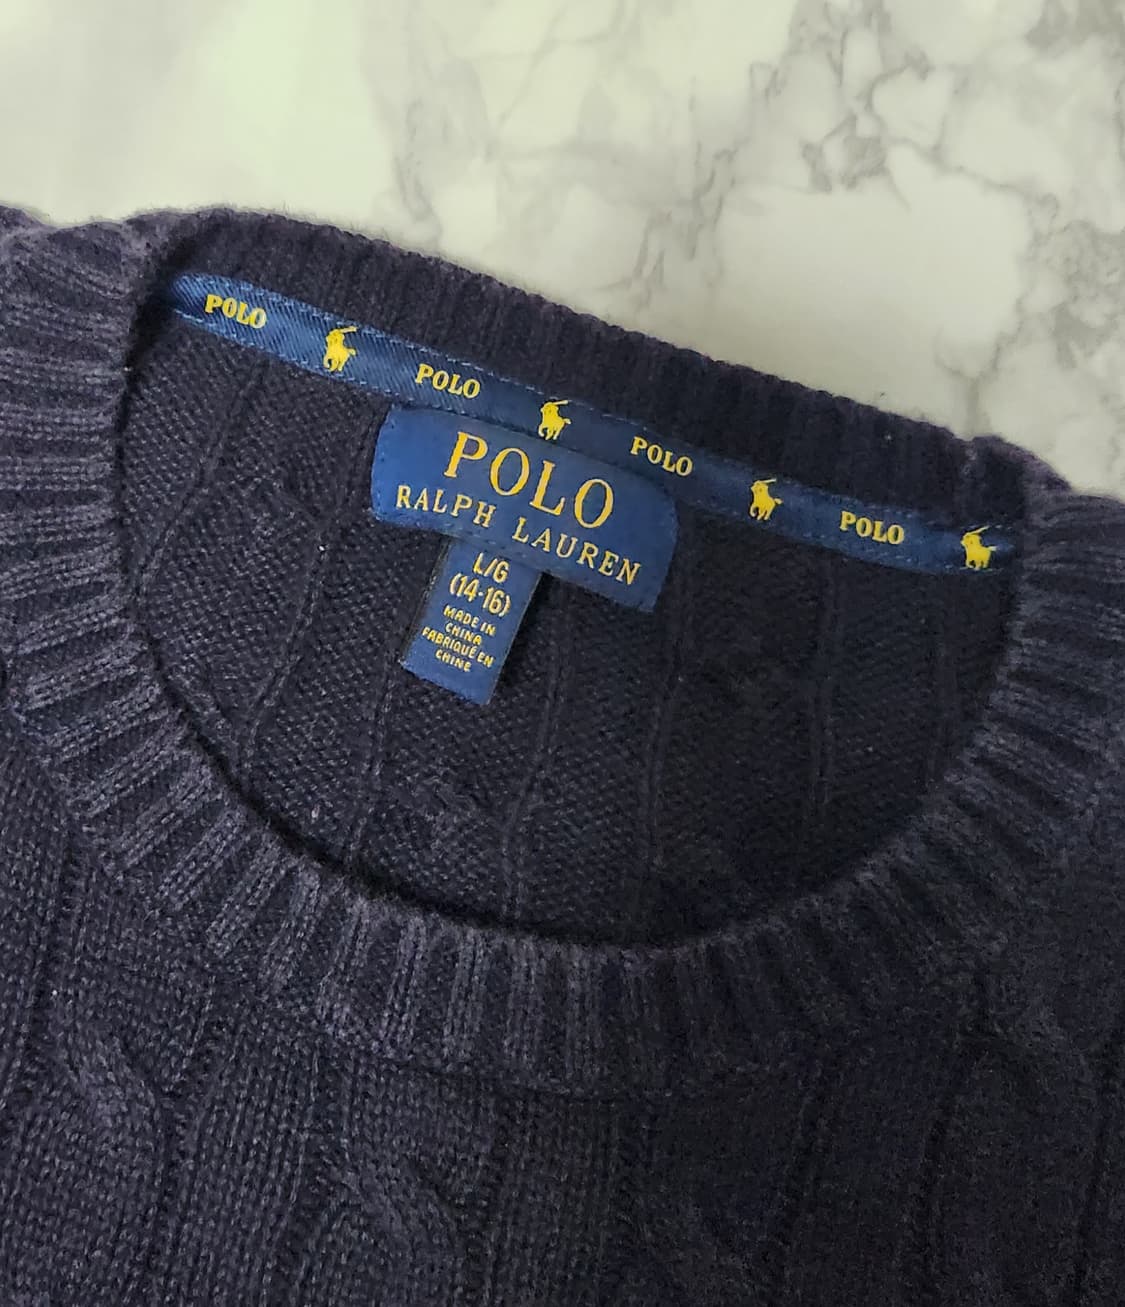 POLO
POLO
POLO
POLO
POLO
RALPH LAUREN
L/G
(14-16)
MADE IN
CHINA
FABRIQUÉ EN
CHINE